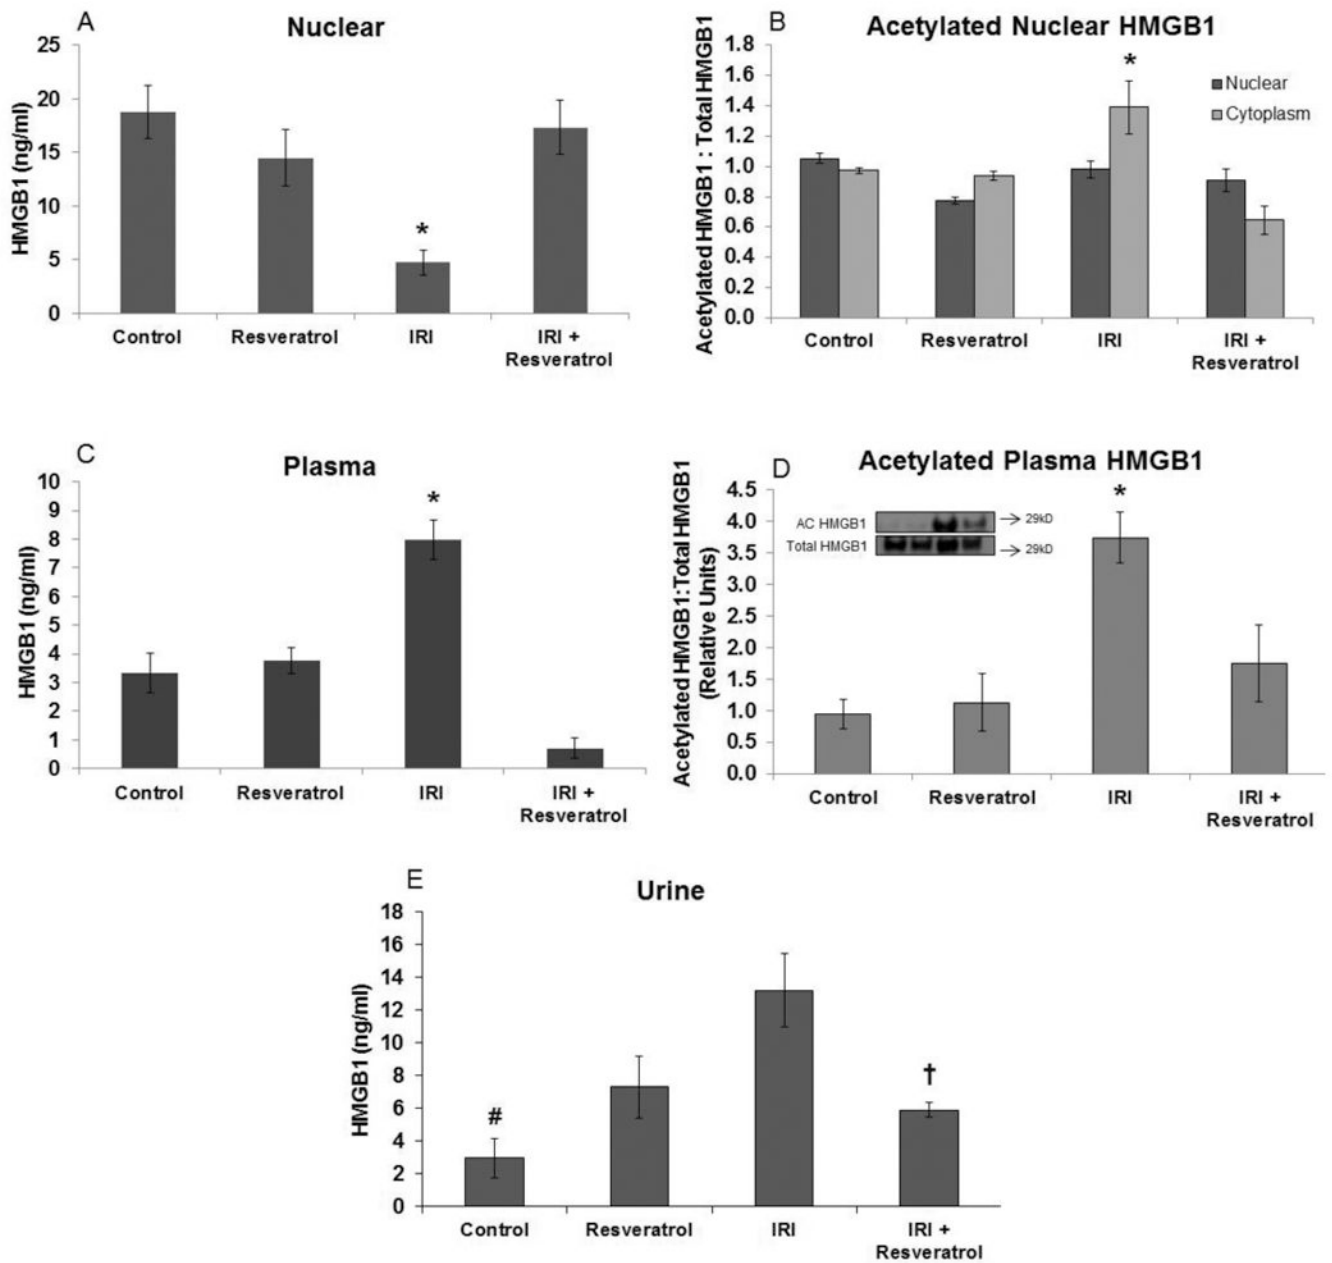 A
Nuclear
HMGB1 (ng/ml)
25
20
15
10
5
0
*
Control
Resveratrol
IRI
IRI +
Resveratrol
B
Acetylated Nuclear HMGB1
Acetylated HMGB1 : Total HMGB1
1.8
1.6
1.4
1.2
1.0
0.8
0.6
0.4
0.2
0.0
*
Nuclear
Cytoplasm
Control
Resveratrol
IRI
IRI +
Resveratrol
C
Plasma
HMGB1 (ng/ml)
10
9
8
7
6
5
4
3
2
1
0
*
Control
Resveratrol
IRI
IRI +
Resveratrol
D
Acetylated Plasma HMGB1
Acetylated HMGB1:Total HMGB1
(Relative Units)
4.5
4.0
3.5
3.0
2.5
2.0
1.5
1.0
0.5
0.0
*
AC HMGB1
→ 29kD
Total HMGB1
→ 29kD
Control
Resveratrol
IRI
IRI +
Resveratrol
E
Urine
HMGB1 (ng/ml)
18
16
14
12
10
8
6
4
2
0
#
†
Control
Resveratrol
IRI
IRI +
Resveratrol